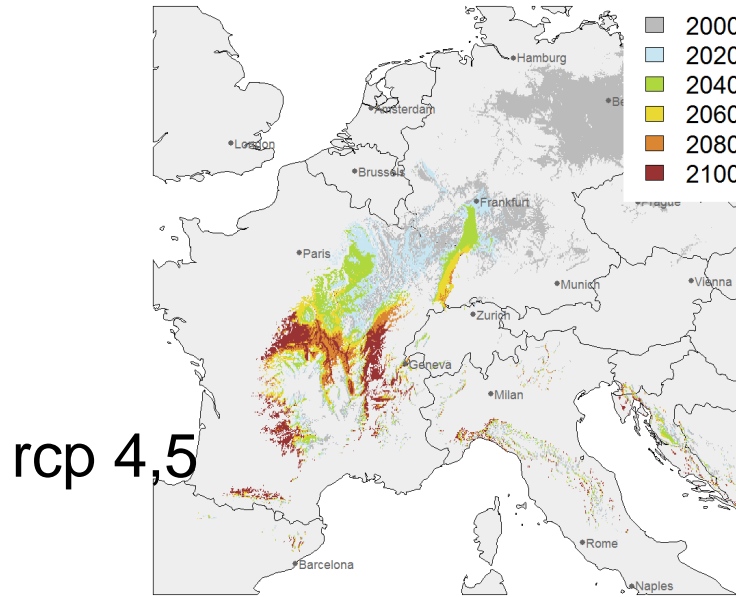 2000
2020
2040
2060
2080
2100
Hamburg
Be
Amsterdam
London
Brussels
Frankfurt
Prague
Paris
Munich
Vienna
Zurich
Geneva
Milan
rcp 4,5
Rome
Barcelona
Naples